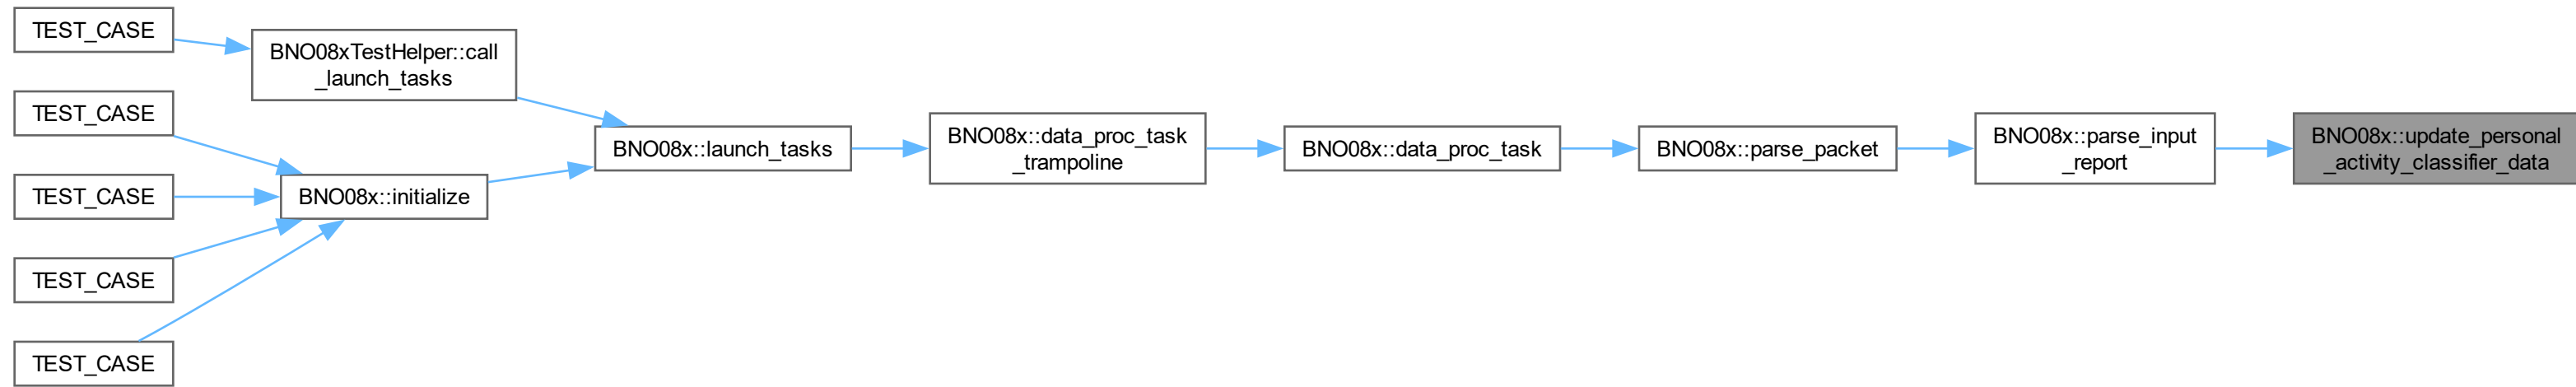 TEST_CASE
BNO08xTestHelper::call
_launch_tasks
TEST_CASE
TEST_CASE
TEST_CASE
TEST_CASE
BNO08x::initialize
BNO08x::launch_tasks
BNO08x::data_proc_task
_trampoline
BNO08x::data_proc_task
BNO08x::parse_packet
BNO08x::parse_input
_report
BNO08x::update_personal
_activity_classifier_data